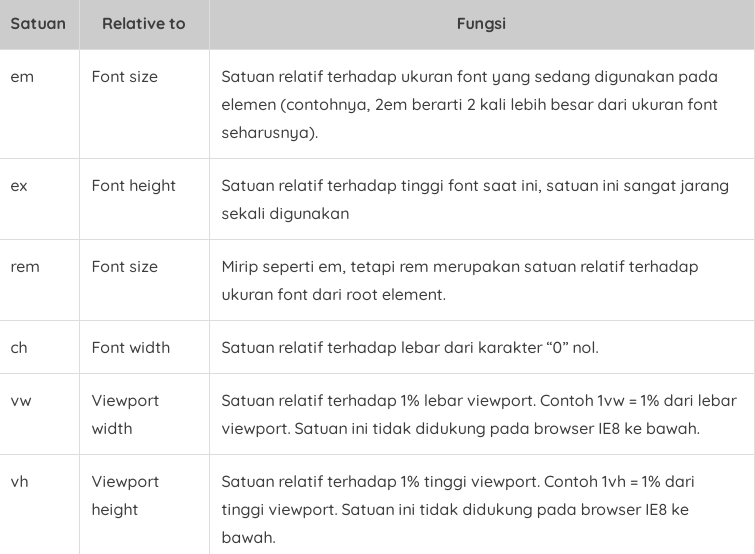 Satuan Relative to Fungsi
em Font size Satuan relatif terhadap ukuran font yang sedang digunakan pada
elemen (contohnya, 2em berarti 2 kali lebih besar dari ukuran font
seharusnya).
ex Font height Satuan relatif terhadap tinggi font saat ini, satuan ini sangat jarang
sekali digunakan
rem Font size Mirip seperti em, tetapi rem merupakan satuan relatif terhadap
ukuran font dari root element.
ch Font width Satuan relatif terhadap lebar dari karakter “0” nol.
vw Viewport Satuan relatif terhadap 1% lebar viewport. Contoh 1vw = 1% dari lebar
width viewport. Satuan ini tidak didukung pada browser IE8 ke bawah.
vh Viewport Satuan relatif terhadap 1% tinggi viewport. Contoh 1vh = 1% dari
height tinggi viewport. Satuan ini tidak didukung pada browser IE8 ke
bawah.